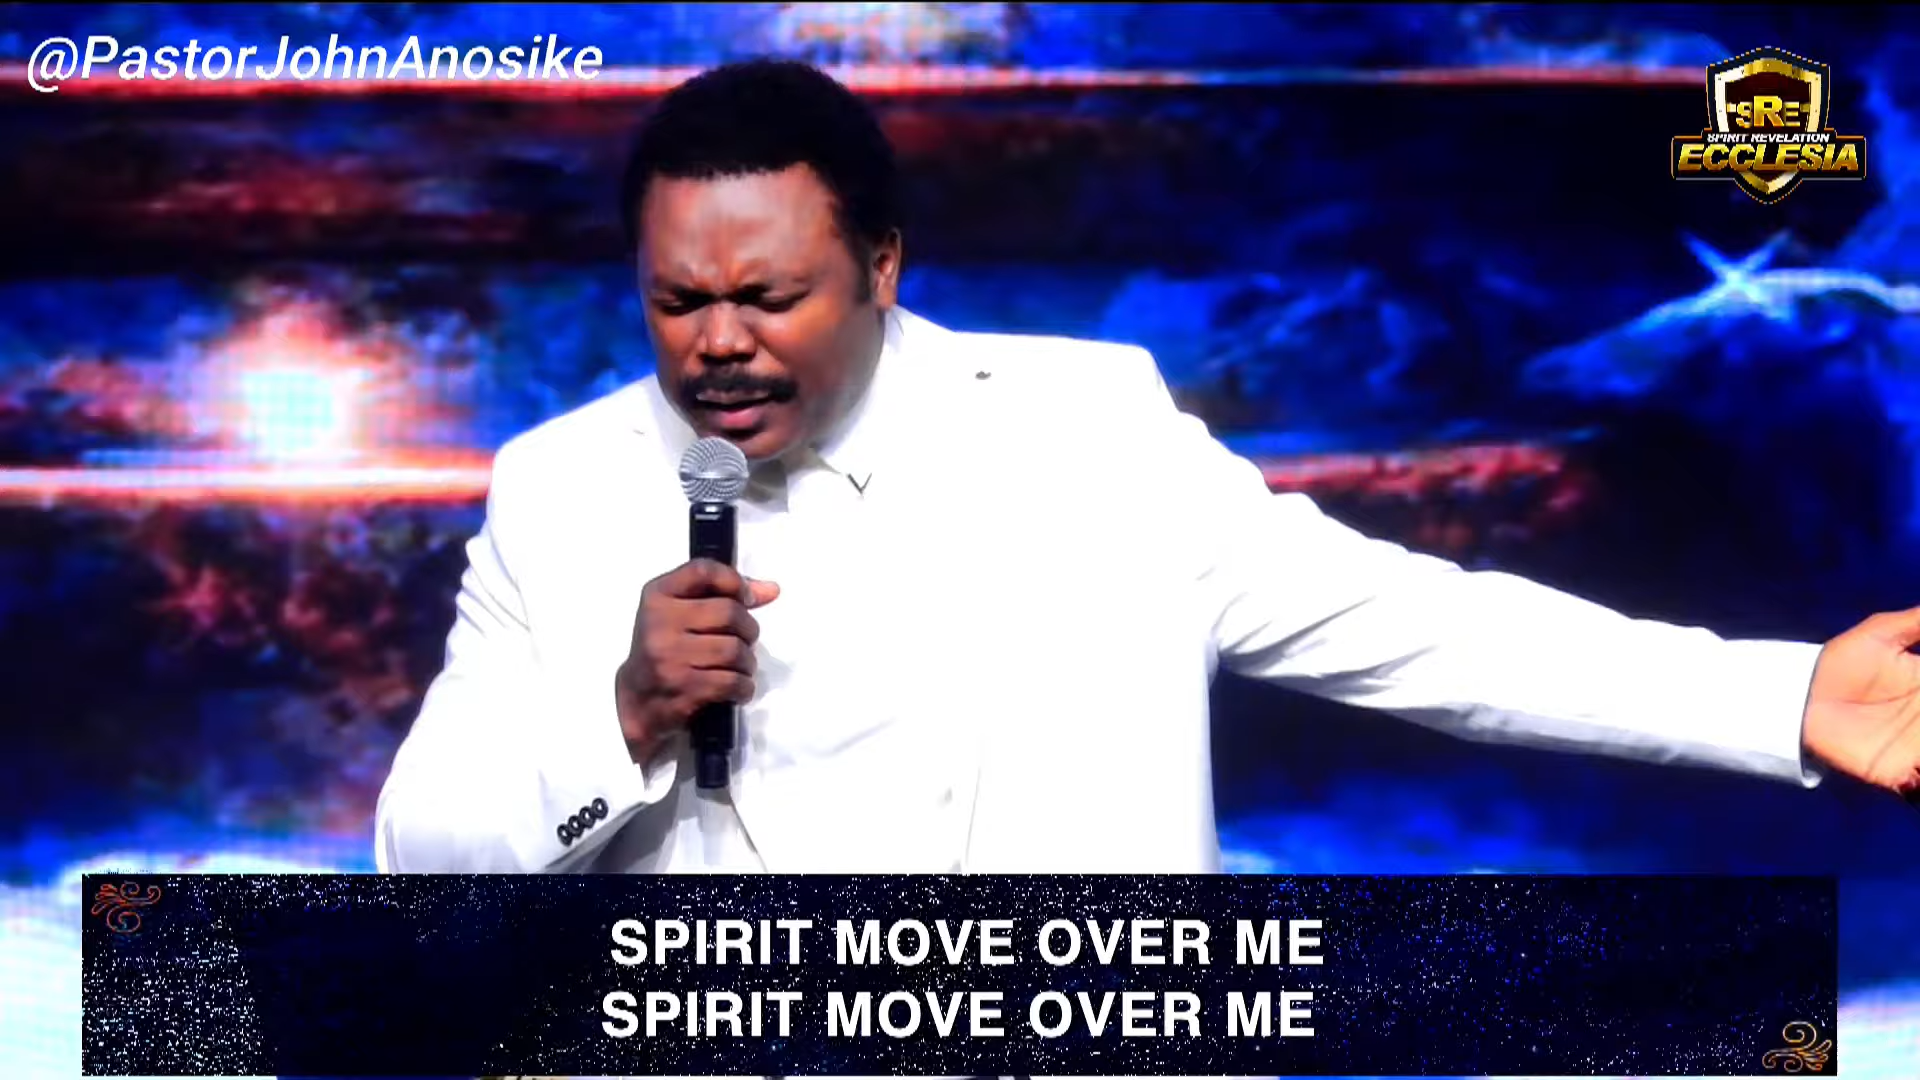 @PastorJohnAnosike
SRE
SPIRIT REVELATION
ECCLESIA
SPIRIT MOVE OVER ME
SPIRIT MOVE OVER ME